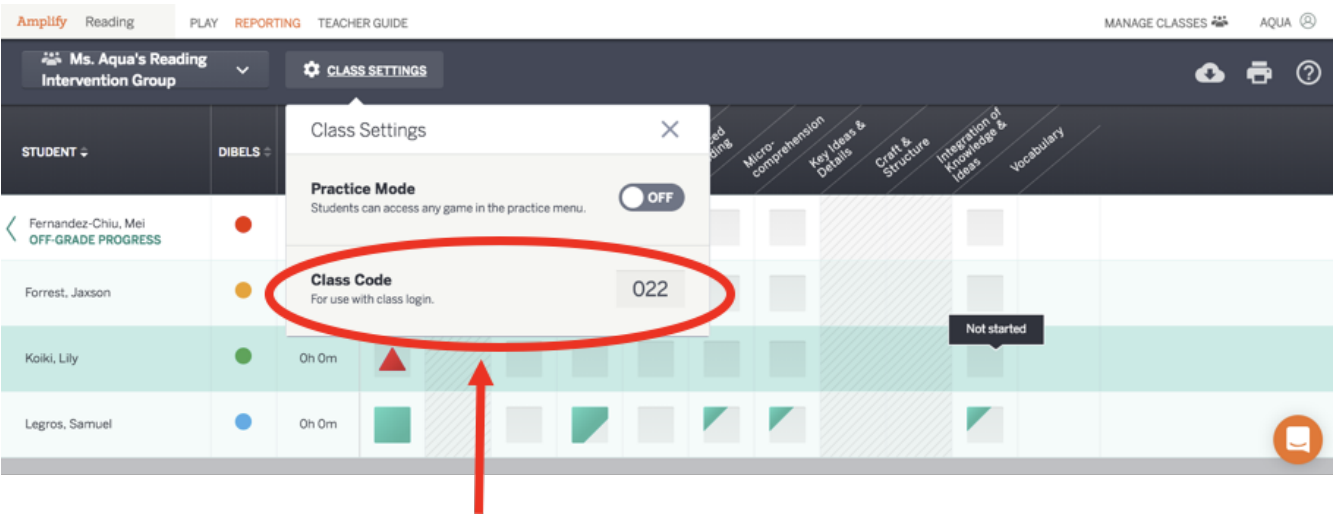 Amplify Reading PLAY REPORTING TEACHER GUIDE MANAGE CLASSES AQUA
Ms. Aqua's Reading
Intervention Group
CLASS SETTINGS
Class Settings
STUDENT
DIBELS
Micro-
comprehension
Key Ideas &
Details
Craft &
Structure
Integration of
Knowledge &
Ideas
Vocabulary
Practice Mode
Students can access any game in the practice menu.
OFF
Fernandez-Chiu, Mei
OFF-GRADE PROGRESS
Class Code
For use with class login.
022
Forrest, Jaxson
Not started
Koiki, Lily 0h 0m
Legros, Samuel 0h 0m